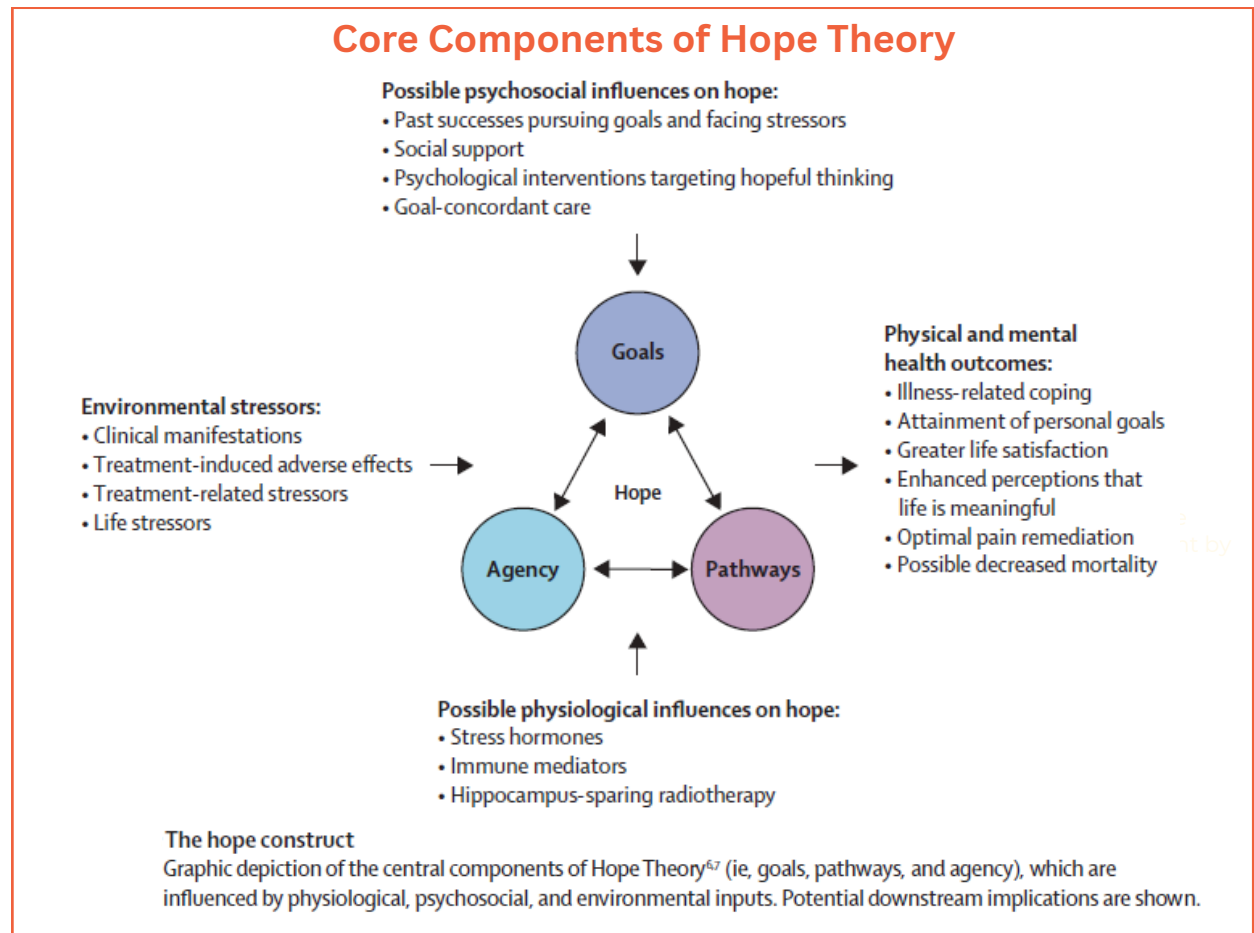 Core Components of Hope Theory
Possible psychosocial influences on hope:
• Past successes pursuing goals and facing stressors
• Social support
• Psychological interventions targeting hopeful thinking
• Goal-concordant care
Goals
Physical and mental
health outcomes:
• Illness-related coping
• Attainment of personal goals
• Greater life satisfaction
• Enhanced perceptions that
life is meaningful
• Optimal pain remediation
• Possible decreased mortality
Environmental stressors:
• Clinical manifestations
• Treatment-induced adverse effects
• Treatment-related stressors
• Life stressors
Hope
Agency
Pathways
Possible physiological influences on hope:
• Stress hormones
• Immune mediators
• Hippocampus-sparing radiotherapy
The hope construct
Graphic depiction of the central components of Hope Theory⁶,⁷ (ie, goals, pathways, and agency), which are
influenced by physiological, psychosocial, and environmental inputs. Potential downstream implications are shown.